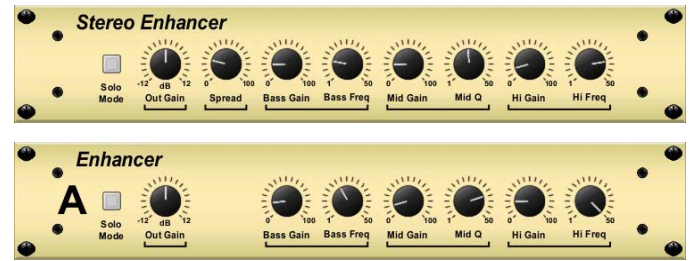 Stereo Enhancer
-12 dB 12 0 100 0 100 1 50 0 100 1 50 0 100 1 50
Solo Mode Out Gain Spread Bass Gain Bass Freq Mid Gain Mid Q Hi Gain Hi Freq
Enhancer
A
-12 dB 12 0 100 1 50 0 100 1 50 0 100 1 50
Solo Mode Out Gain Bass Gain Bass Freq Mid Gain Mid Q Hi Gain Hi Freq